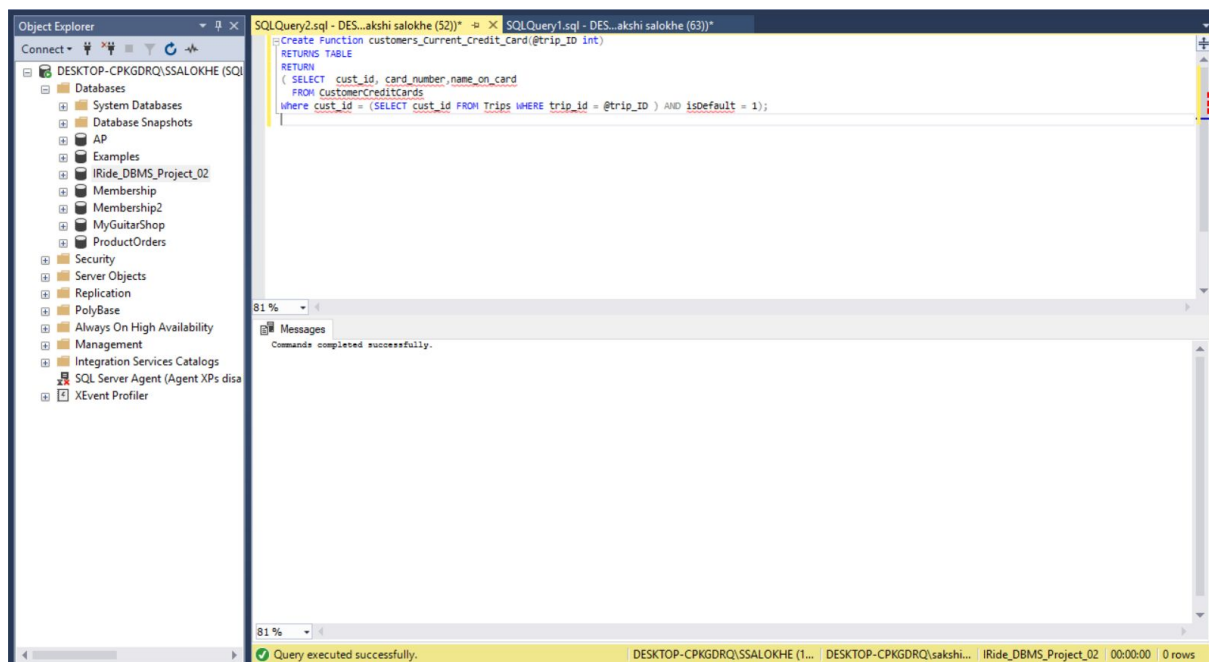 Object Explorer
Connect
DESKTOP-CPKGDRQ\SSALOKHE (SQL
Databases
System Databases
Database Snapshots
AP
Examples
IRide_DBMS_Project_02
Membership
Membership2
MyGuitarShop
ProductOrders
Security
Server Objects
Replication
PolyBase
Always On High Availability
Management
Integration Services Catalogs
SQL Server Agent (Agent XPs disa
XEvent Profiler
SQLQuery2.sql - DES...akshi salokhe (52))*
SQLQuery1.sql - DES...akshi salokhe (63))*
Create Function customers_Current_Credit_Card(@trip_ID int)
RETURNS TABLE
RETURN
( SELECT cust_id, card_number,name_on_card
FROM CustomerCreditCards
Where cust_id = (SELECT cust_id FROM Trips WHERE trip_id = @trip_ID ) AND isDefault = 1);
81 %
Messages
Commands completed successfully.
81 %
Query executed successfully.
DESKTOP-CPKGDRQ\SSALOKHE (1...
DESKTOP-CPKGDRQ\sakshi...
IRide_DBMS_Project_02
00:00:00
0 rows